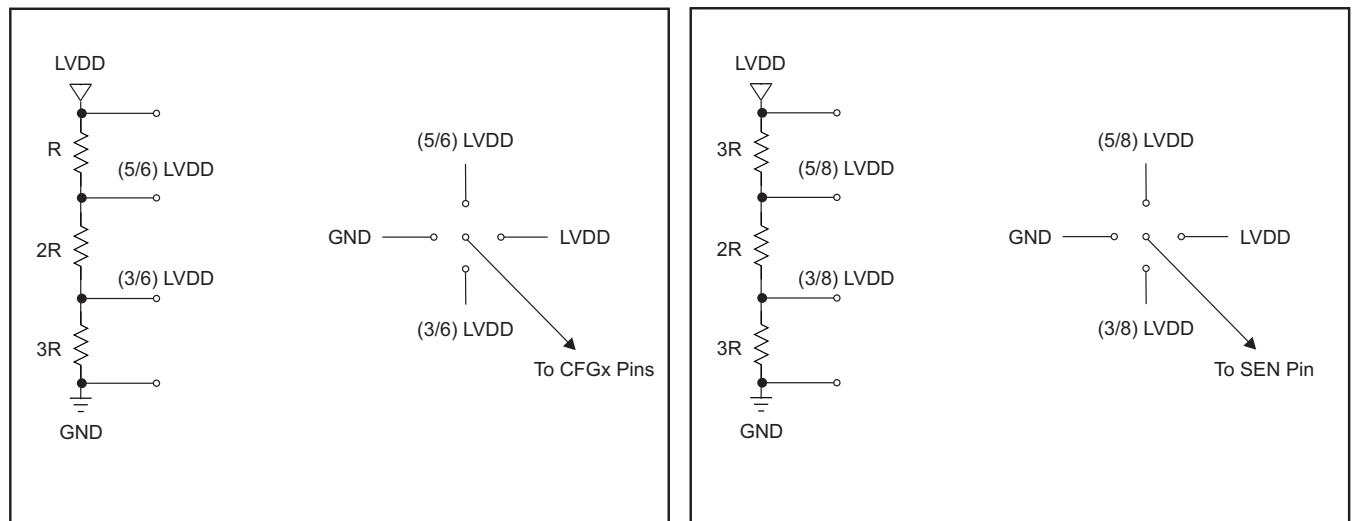 LVDD
R
(5/6) LVDD
2R
(3/6) LVDD
3R
GND
(5/6) LVDD
GND
LVDD
(3/6) LVDD
To CFGx Pins
LVDD
3R
(5/8) LVDD
2R
(3/8) LVDD
3R
GND
(5/8) LVDD
GND
LVDD
(3/8) LVDD
To SEN Pin